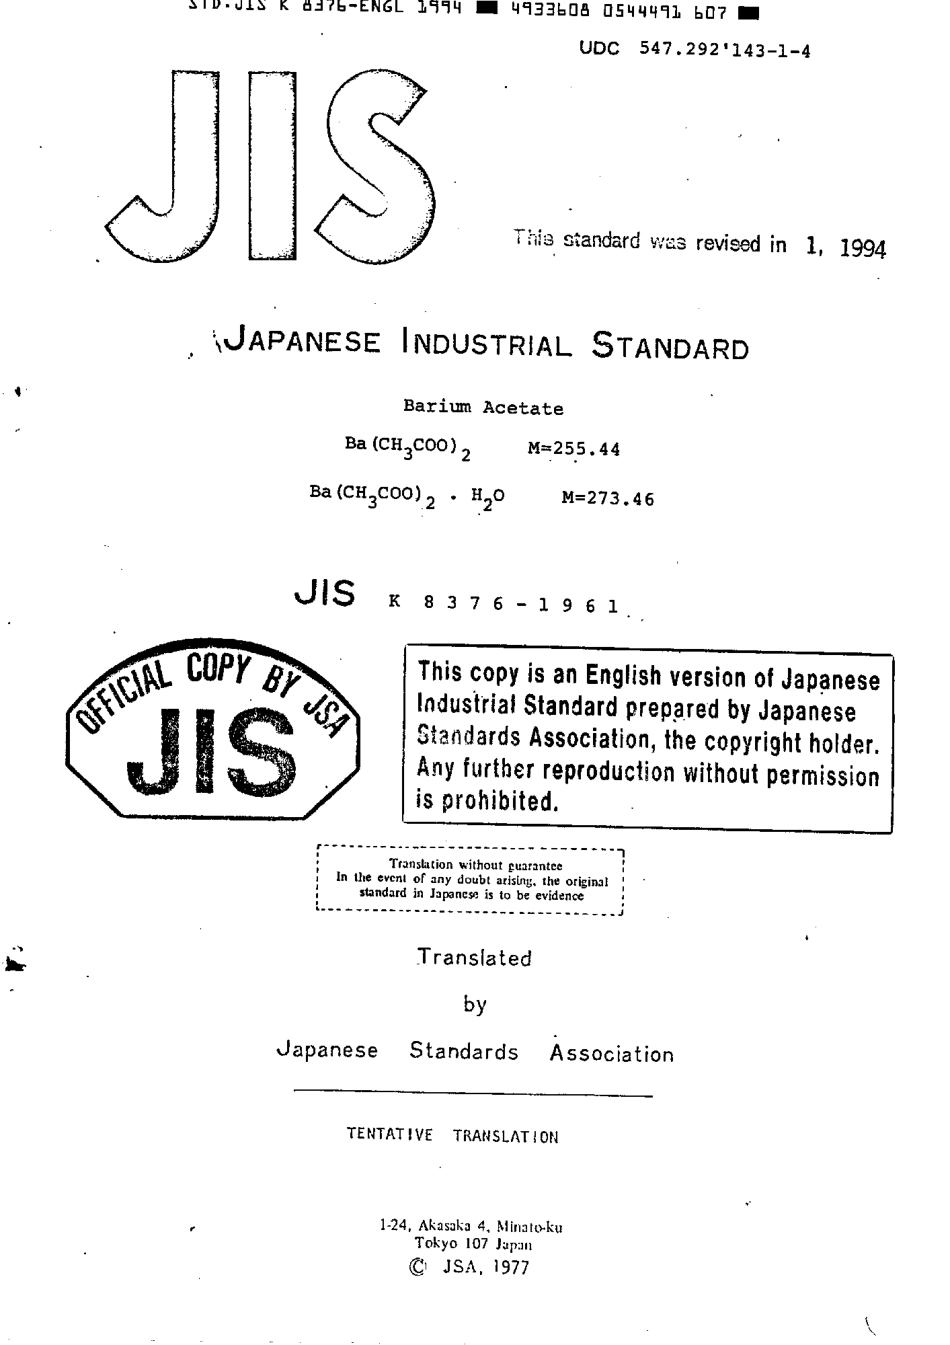 STD.JIS K 8376-ENGL 1994 ■ 4933608 0544491 607 ■
UDC 547.292'143-1-4
JIS
This standard was revised in 1, 1994
JAPANESE INDUSTRIAL STANDARD
Barium Acetate
Ba(CH3COO)2 M=255.44
Ba(CH3COO)2 . H2O M=273.46
JIS K 8376-1961
OFFICIAL COPY BY JSA
JIS
This copy is an English version of Japanese
Industrial Standard prepared by Japanese
Standards Association, the copyright holder.
Any further reproduction without permission
is prohibited.
Translation without guarantee
In the event of any doubt arising, the original
standard in Japanese is to be evidence
Translated
by
Japanese Standards Association
TENTATIVE TRANSLATION
1-24, Akasaka 4, Minato-ku
Tokyo 107 Japan
© JSA, 1977